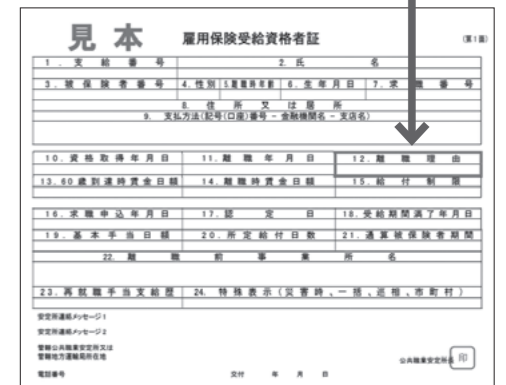 見本 雇用保険受給資格者証 (第1面)
1. 支給番号 2. 氏名
3. 被保険者番号 4. 性別 5. 離職時年齢 6. 生年月日 7. 求職番号
8. 住所又は居所
9. 支払方法(記号(口座)番号 - 金融機関名 - 支店名)
10. 資格取得年月日 11. 離職年月日 12. 離職理由
13. 60歳到達時賃金日額 14. 離職時賃金日額 15. 給付制限
16. 求職申込年月日 17. 認定日 18. 受給期間満了年月日
19. 基本手当日額 20. 所定給付日数 21. 通算被保険者期間
22. 離職前事業所名
23. 再就職手当支給歴 24. 特殊表示(災害時、一括、巡相、市町村)
安定所連絡メッセージ1
安定所連絡メッセージ2
管轄公共職業安定所又は
管轄地方運輸局所在地
公共職業安定所長 印
電話番号 交付 年 月 日